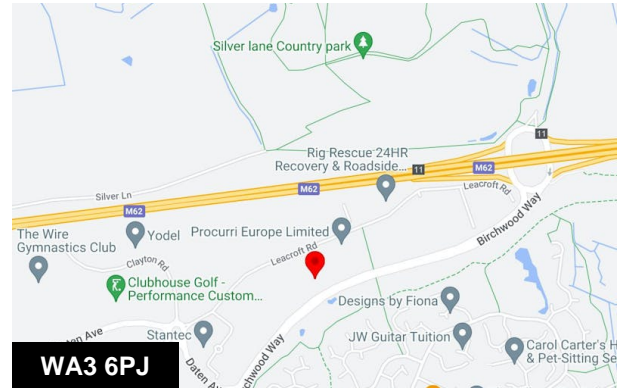 Silver lane Country park
11
Rig Rescue 24HR
Recovery & Roadside...
11
M62
Leacroft Rd
M62
Silver Ln
M62
Birchwood Way
The Wire
Gymnastics Club
Yodel
Procurri Europe Limited
Clayton Rd
Leacroft Rd
Clubhouse Golf -
Performance Custom...
Designs by Fiona
Stantec
JW Guitar Tuition
Carol Carter's H
& Pet-Sitting Se
Birchwood Way
Daten Ave
WA3 6PJ